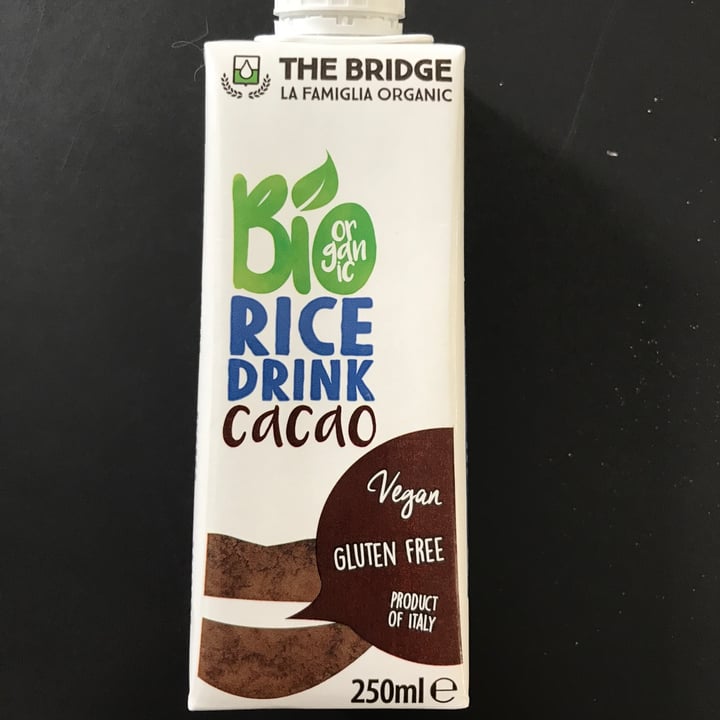 THE BRIDGE
LA FAMIGLIA ORGANIC
Bio
or
gan
ic
RICE
DRINK
cacao
Vegan
GLUTEN FREE
PRODUCT
OF ITALY
250ml e